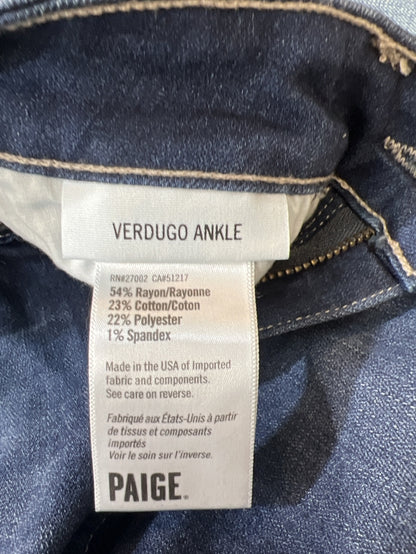 VERDUGO ANKLE
RN#27002 CA#51217
54% Rayon/Rayonne
23% Cotton/Coton
22% Polyester
1% Spandex
Made in the USA of Imported
fabric and components.
See care on reverse.
Fabriqué aux États-Unis à partir
de tissus et composants
importés
Voir le soin sur l'inverse.
PAIGE.